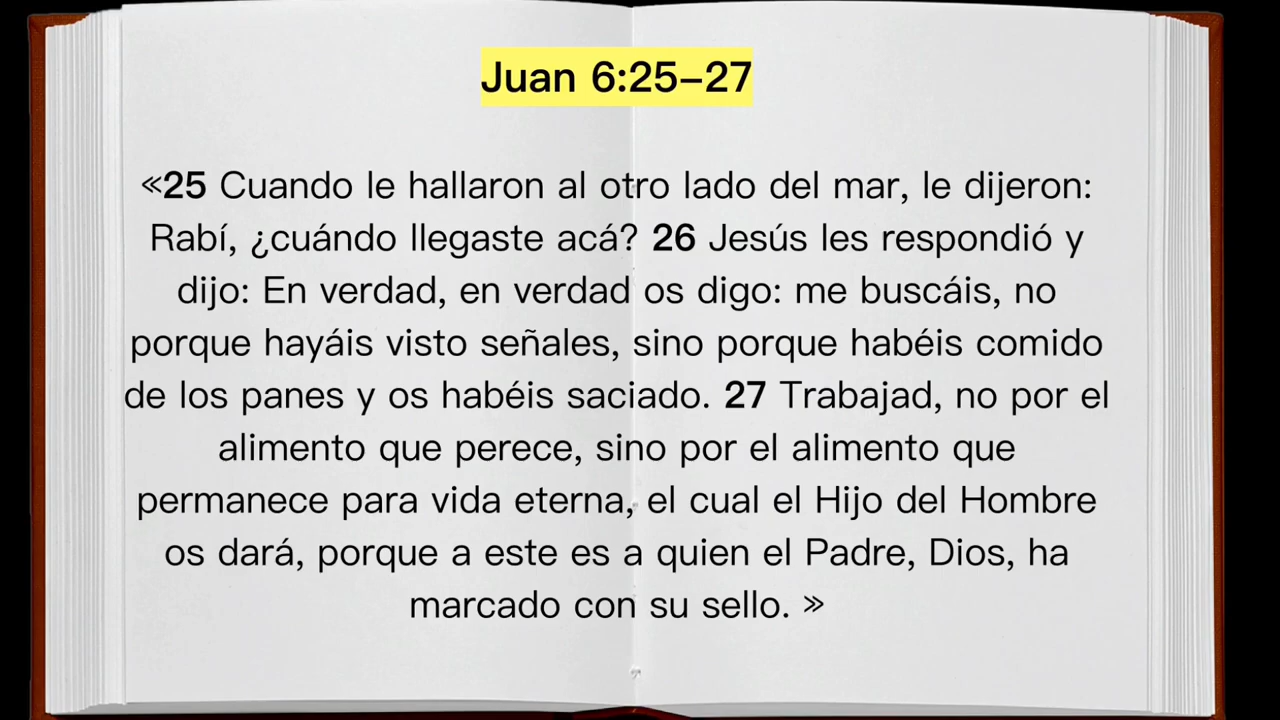 Juan 6:25–27
«25 Cuando le hallaron al otro lado del mar, le dijeron:
Rabí, ¿cuándo llegaste acá? 26 Jesús les respondió y
dijo: En verdad, en verdad os digo: me buscáis, no
porque hayáis visto señales, sino porque habéis comido
de los panes y os habéis saciado. 27 Trabajad, no por el
alimento que perece, sino por el alimento que
permanece para vida eterna, el cual el Hijo del Hombre
os dará, porque a este es a quien el Padre, Dios, ha
marcado con su sello. »